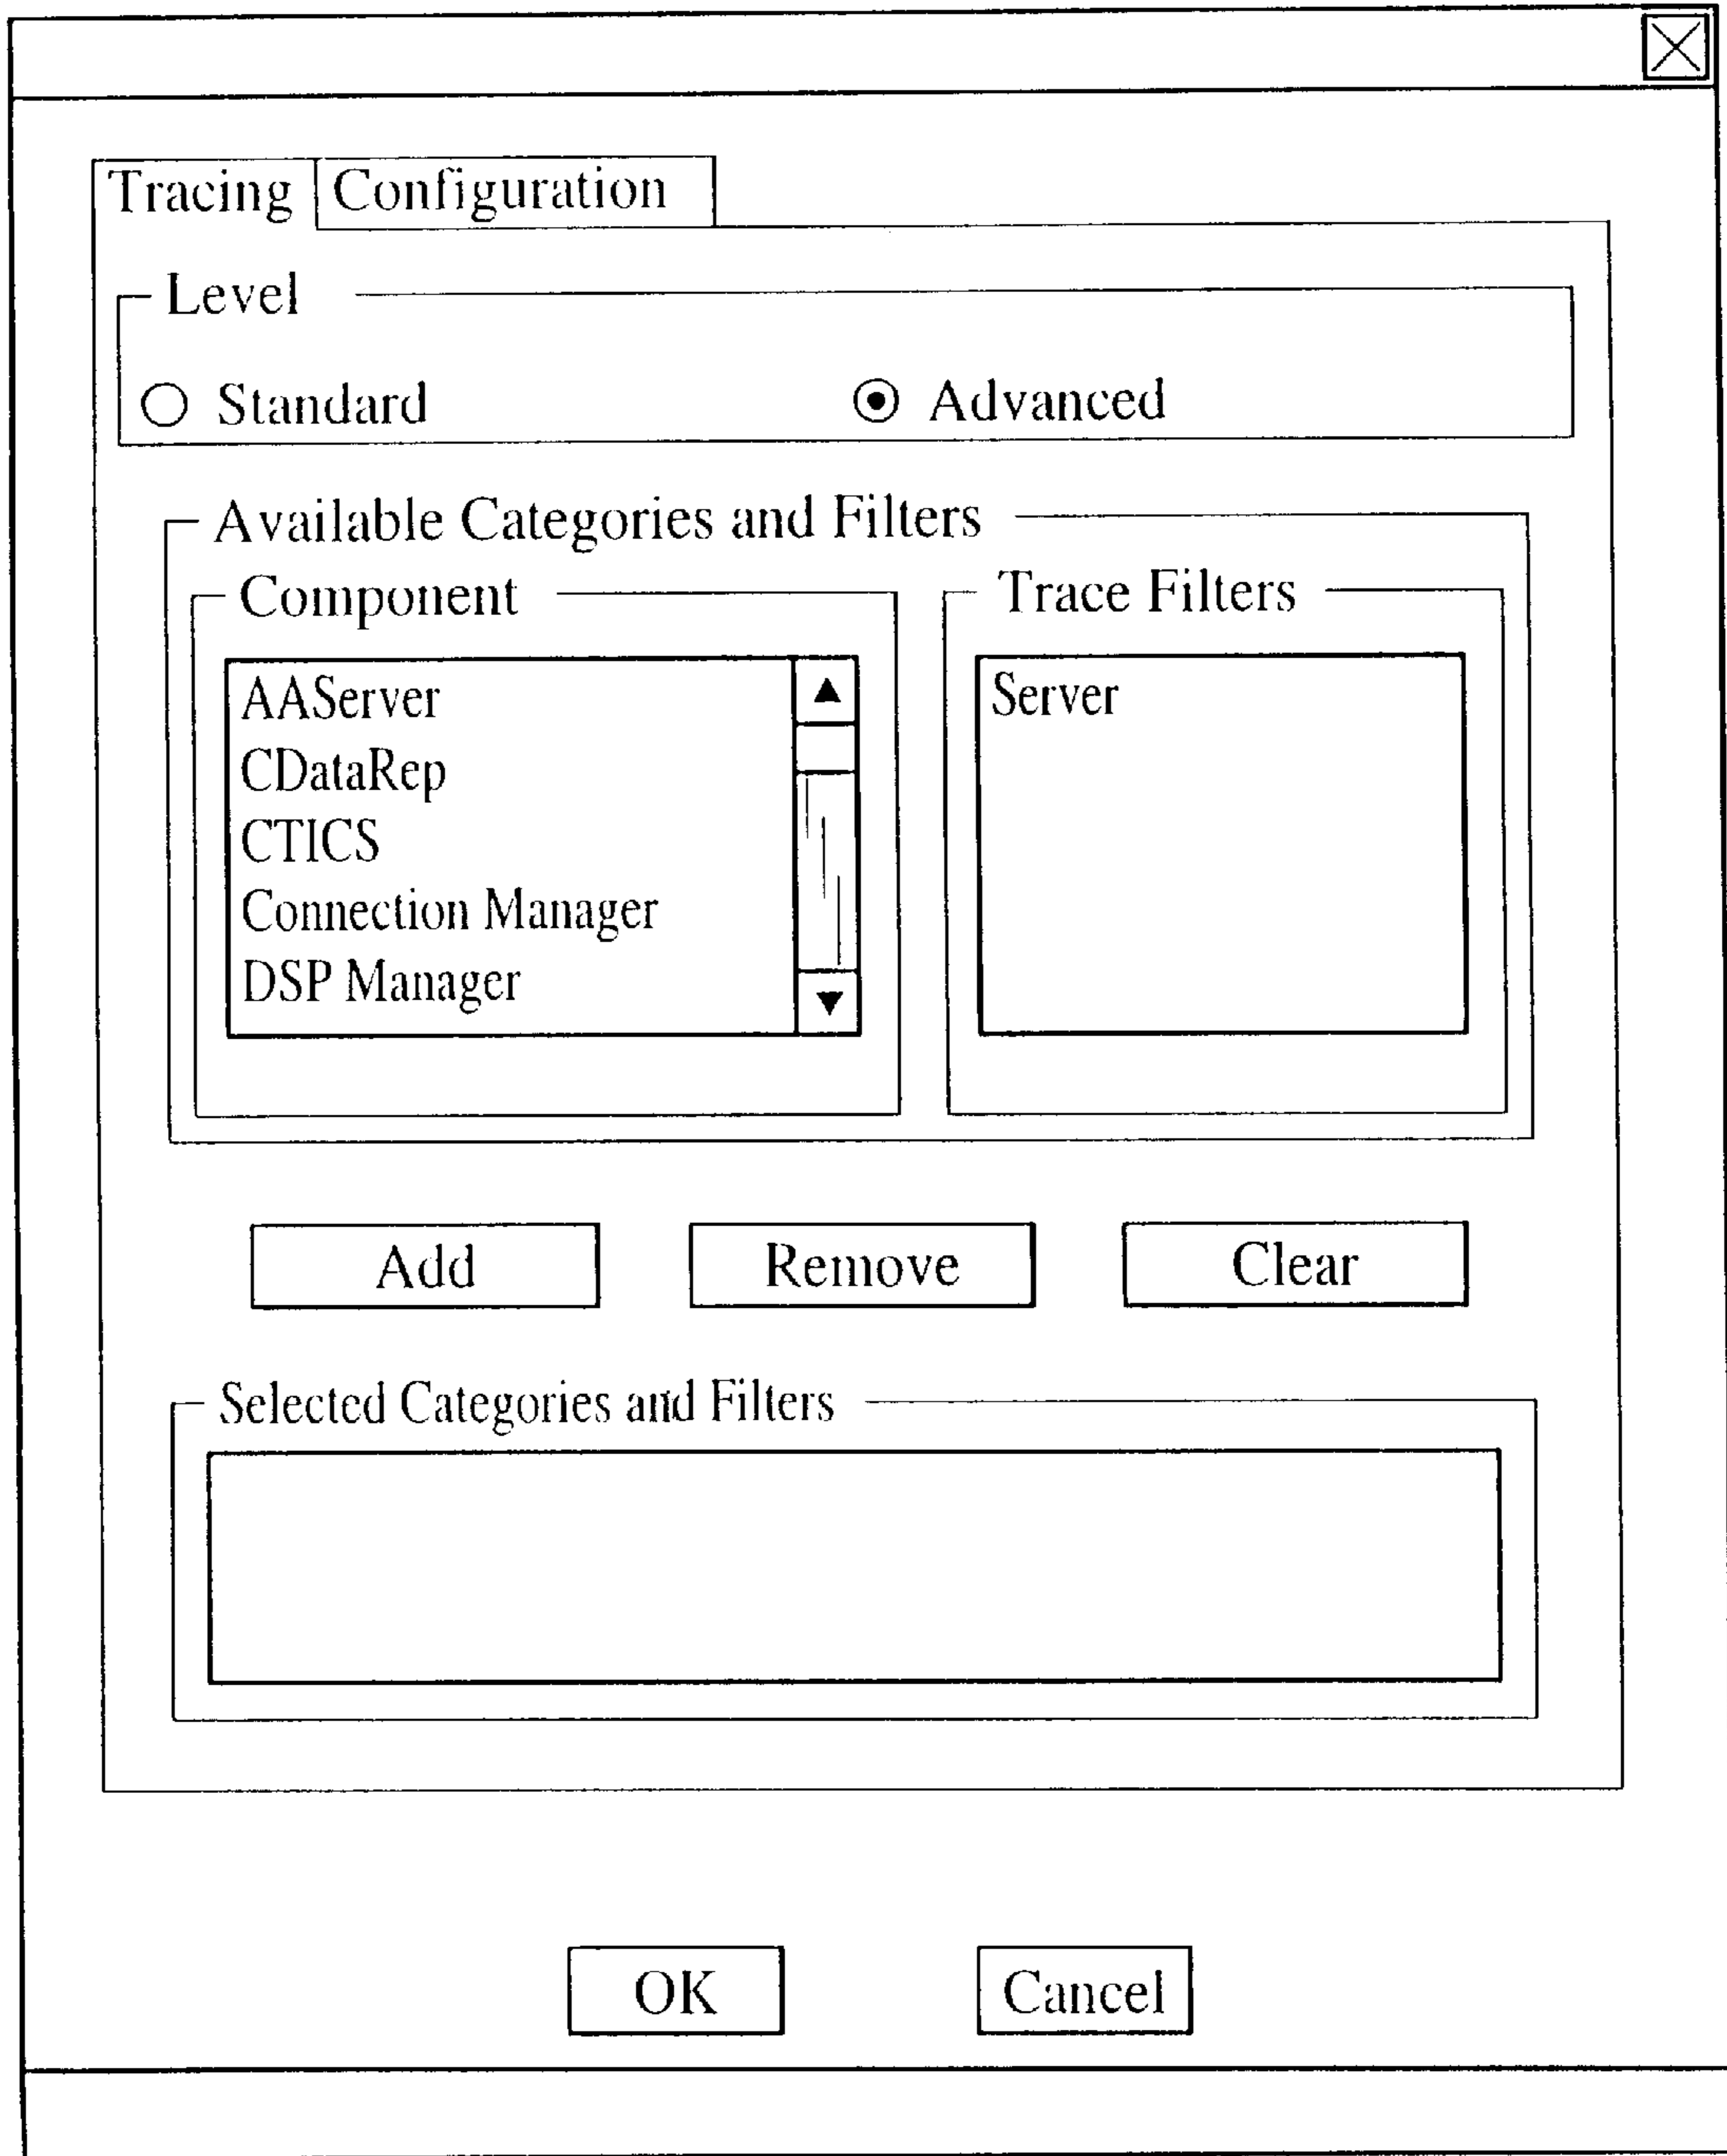 Tracing Configuration
Level
Standard Advanced
Available Categories and Filters
Component Trace Filters
AAServer
CDataRep
CTICS
Connection Manager
DSP Manager
Server
Add Remove Clear
Selected Categories and Filters
OK Cancel